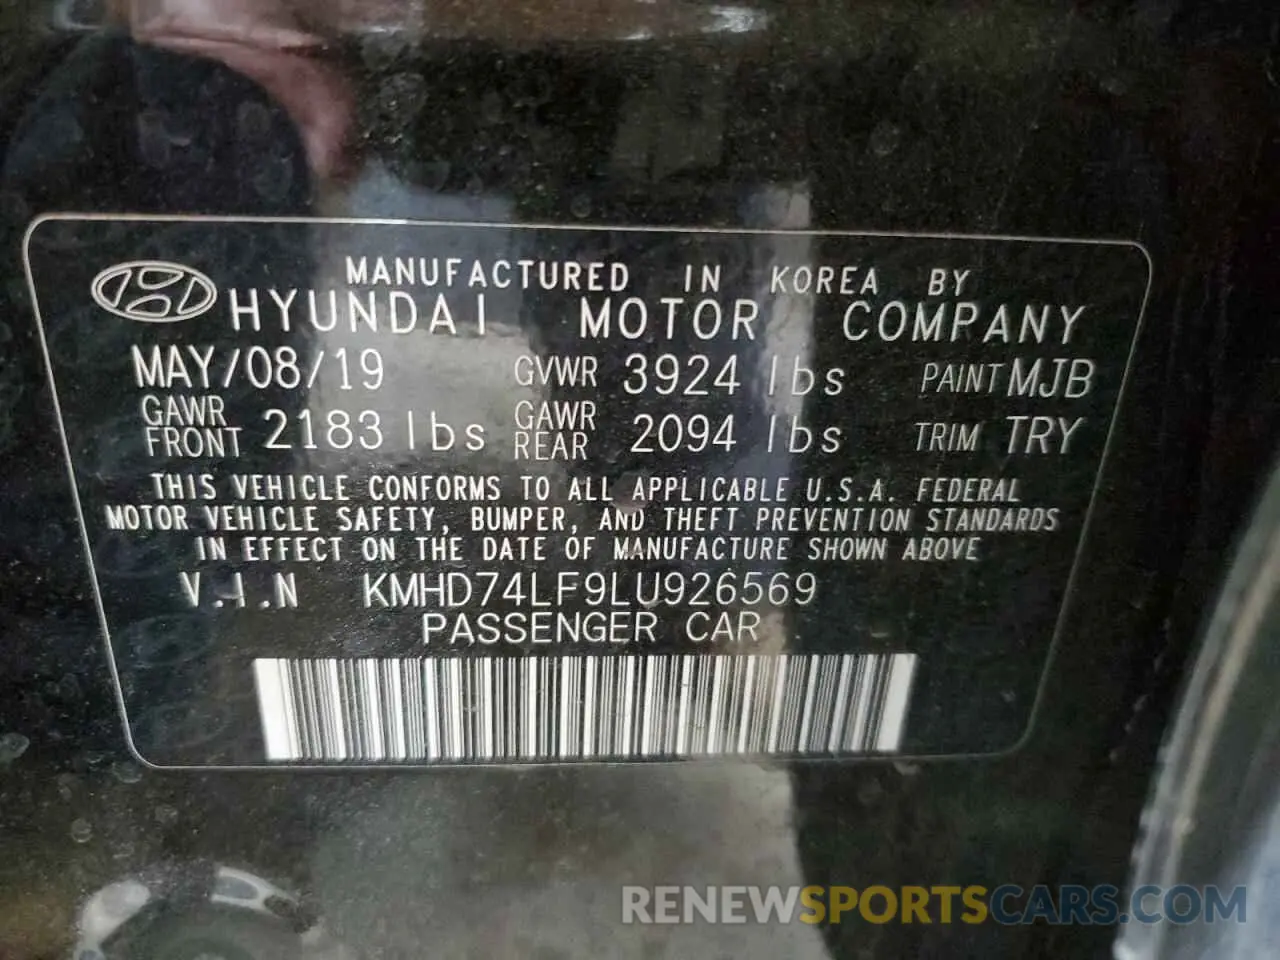 MANUFACTURED IN KOREA BY
HYUNDAI MOTOR COMPANY
MAY/08/19 GVWR 3924 lbs PAINT MJB
GAWR FRONT 2183 lbs GAWR REAR 2094 lbs TRIM TRY
THIS VEHICLE CONFORMS TO ALL APPLICABLE U.S.A. FEDERAL
MOTOR VEHICLE SAFETY, BUMPER, AND THEFT PREVENTION STANDARDS
IN EFFECT ON THE DATE OF MANUFACTURE SHOWN ABOVE
V.I.N KMHD74LF9LU926569
PASSENGER CAR
RENEWSPORTSCARS.COM